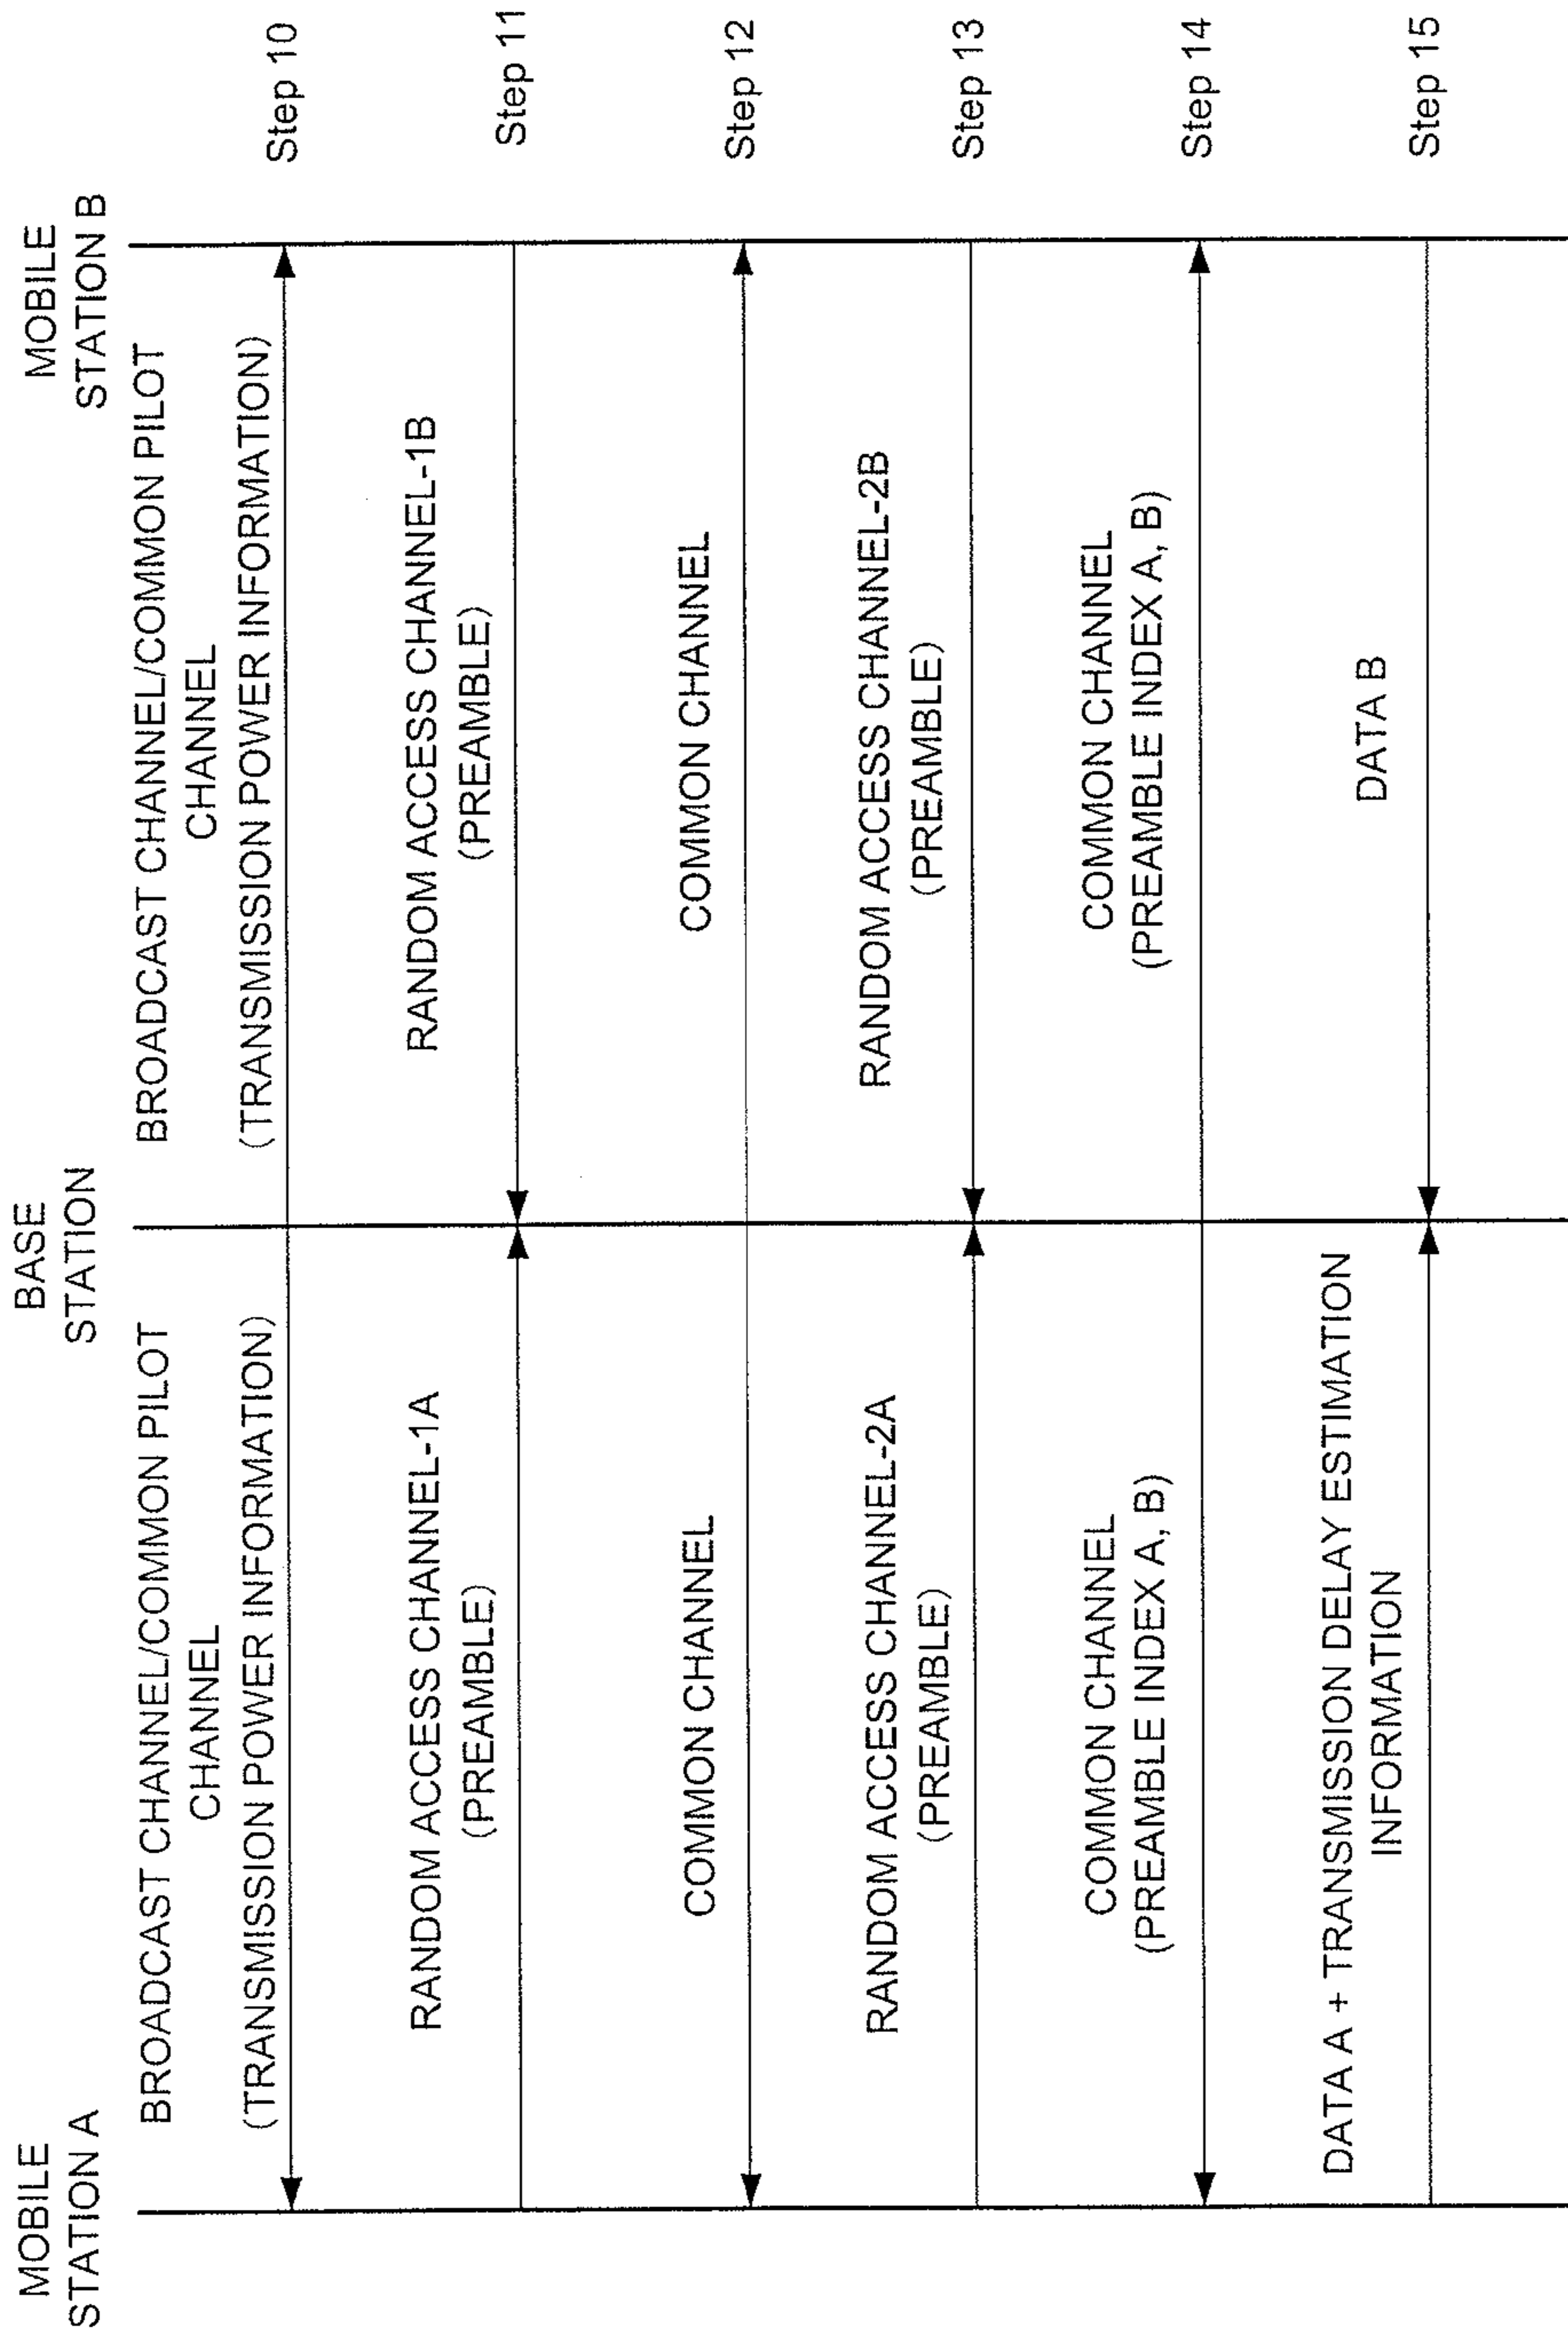 MOBILE
STATION A
BASE
STATION
MOBILE
STATION B
BROADCAST CHANNEL/COMMON PILOT
CHANNEL
(TRANSMISSION POWER INFORMATION)
BROADCAST CHANNEL/COMMON PILOT
CHANNEL
(TRANSMISSION POWER INFORMATION)
Step 10
RANDOM ACCESS CHANNEL-1A
(PREAMBLE)
RANDOM ACCESS CHANNEL-1B
(PREAMBLE)
Step 11
COMMON CHANNEL
COMMON CHANNEL
Step 12
RANDOM ACCESS CHANNEL-2A
(PREAMBLE)
RANDOM ACCESS CHANNEL-2B
(PREAMBLE)
Step 13
COMMON CHANNEL
(PREAMBLE INDEX A, B)
COMMON CHANNEL
(PREAMBLE INDEX A, B)
Step 14
DATA A + TRANSMISSION DELAY ESTIMATION
INFORMATION
DATA B
Step 15